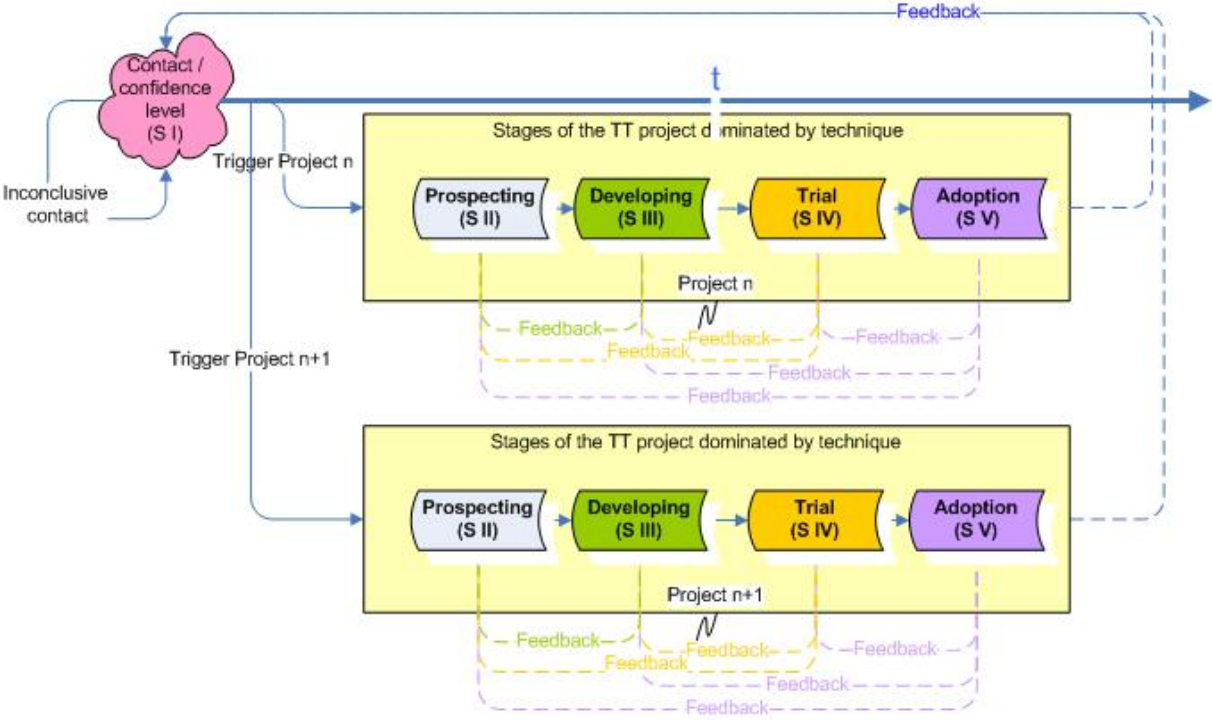 Feedback
t
Contact /
confidence
level
(S I)
Inconclusive
contact
Trigger Project n
Stages of the TT project dominated by technique
Prospecting
(S II)
Developing
(S III)
Trial
(S IV)
Adoption
(S V)
Project n
Feedback
Feedback
Feedback
Feedback
Feedback
Feedback
Trigger Project n+1
Stages of the TT project dominated by technique
Prospecting
(S II)
Developing
(S III)
Trial
(S IV)
Adoption
(S V)
Project n+1
Feedback
Feedback
Feedback
Feedback
Feedback
Feedback